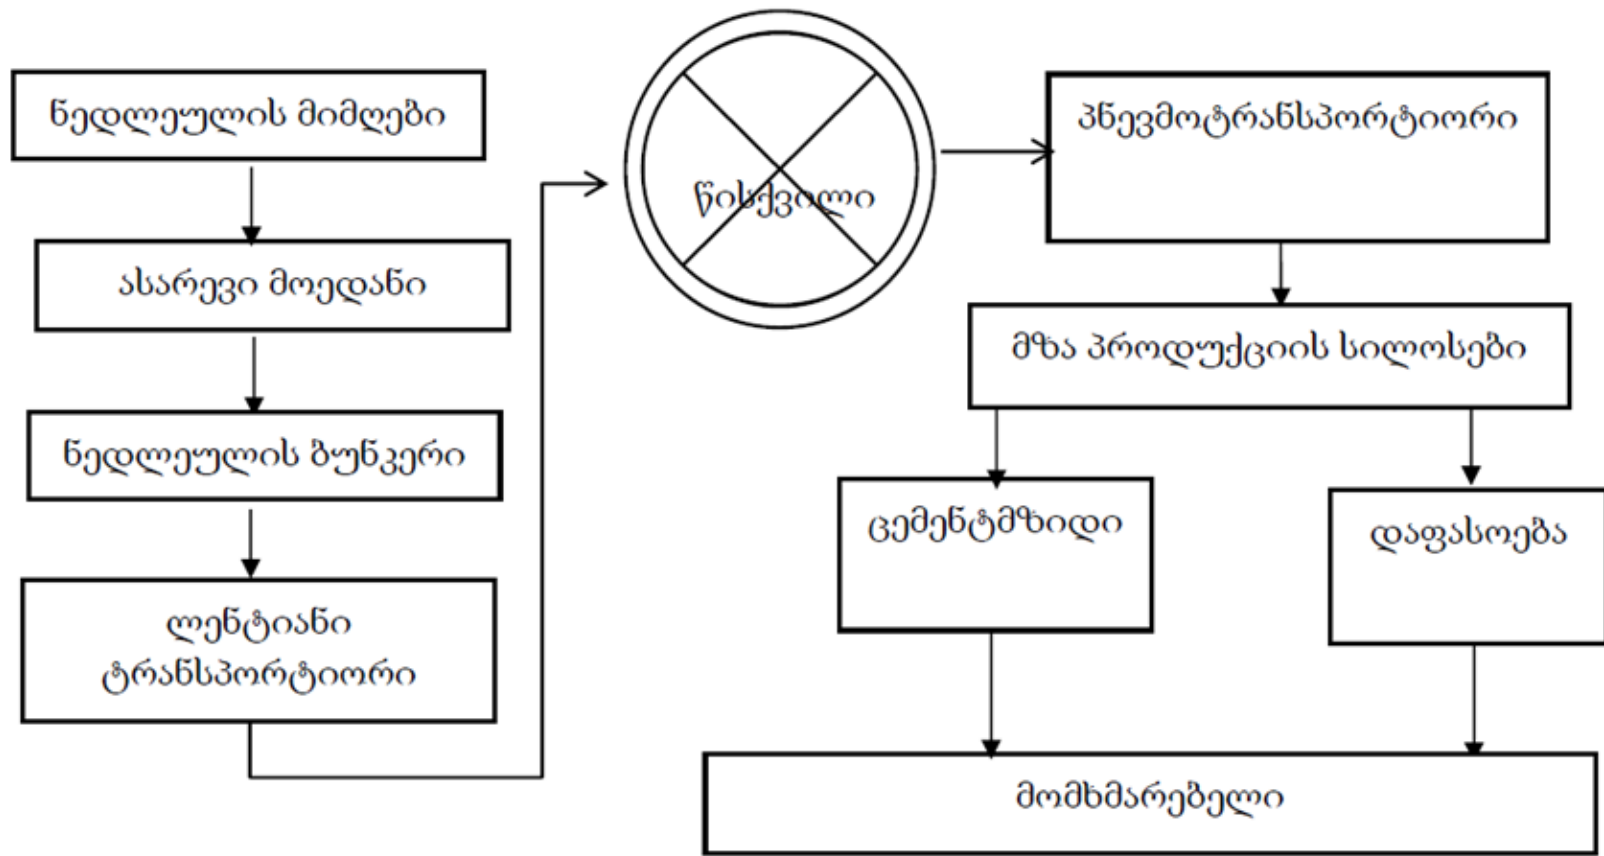 ნედლეულის მიმღები
ასარევი მოედანი
ნედლეულის ბუნკერი
ლენტიანი
ტრანსპორტიორი
წისქვილი
პნევმოტრანსპორტიორი
მზა პროდუქციის სილოსები
ცემენტმზიდი
დაფასოება
მომხმარებელი